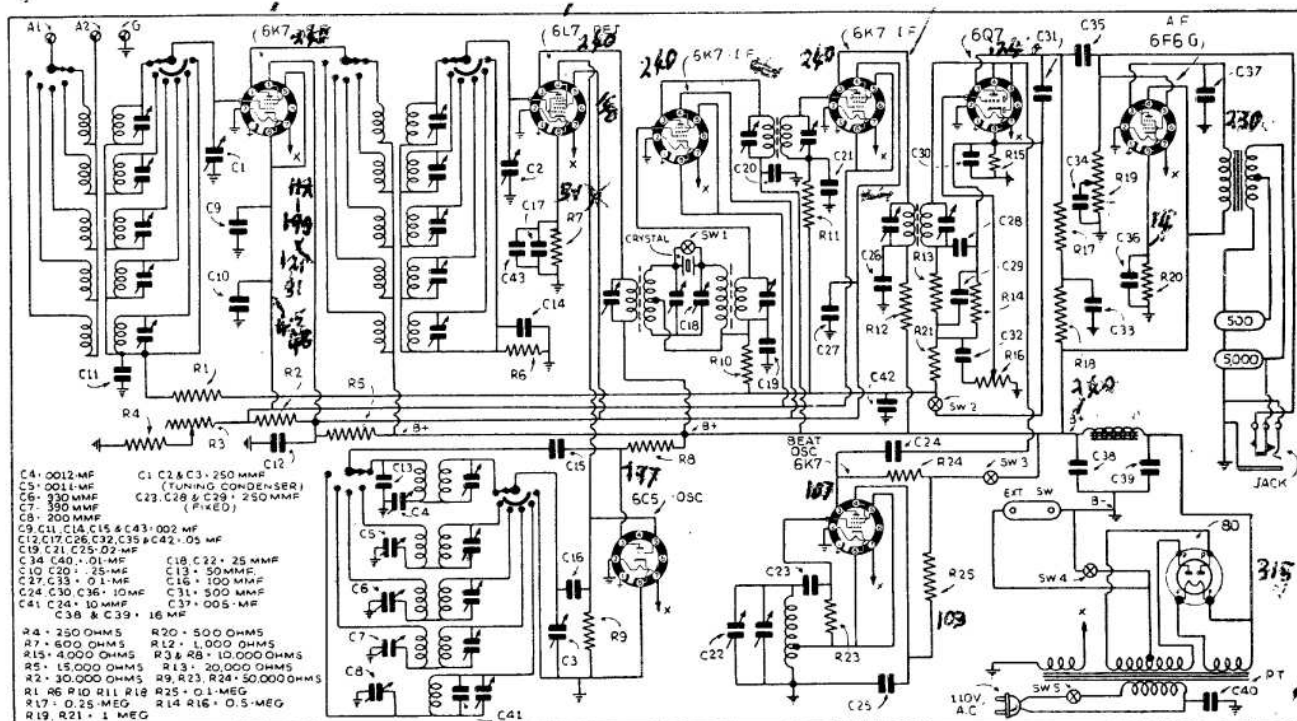 A1 A2 G
6K7 RF
6L7 DET
240
6K7 I F
240
6K7 I F
240
6Q7
C31
C35
A F
6F6 G
C37
230
C1
C2
C9
C10
C11
C17
C43
R7
C14
R6
CRYSTAL
SW 1
C18
R10
C19
C20
C21
R11
C26
C27
R12
R13
R21
C28
C29
R14
C30
R15
C32
R16
SW 2
C42
R17
R18
C33
C34
R19
C36
R20
14
500
5,000
JACK
R1
R2
R3
R4
R5
C12
B+
B+
B+
C15
R8
197
6C5 OSC
C13
C4
C5
C6
C7
C8
C41
C16
C3
R9
BEAT
OSC
6K7
103
C24
R24
SW 3
C23
C22
R23
C25
R25
103
C38
C39
B-
EXT SW
SW 4
80
315
X
PT
SW 5
110V.
A.C
C40
C4 • .0012-MF
C5 • .0011-MF
C6 • 930 MMF
C7 • 390 MMF
C8 • 200 MMF
C1 C2 & C3 • 250 MMF
(TUNING CONDENSER)
C23, C28 & C29 • 250 MMF
(FIXED)
C9, C11, C14, C15 & C43 • .002 MF
C12, C17, C26, C32, C35 & C42 • .05 MF
C19, C21, C25 • .02-MF
C34 C40 • .01-MF
C18, C22 • 25 MMF
C10 C20 • .25-MF
C13 • 50 MMF
C27, C33 • 0.1-MF
C16 • 100 MMF
C24, C30, C36 • 10 MF
C31 • 500 MMF
C41 C24 • 10 MMF
C37 • .005-MF
C38 & C39 • 16 MF
R4 • 250 OHMS R20 • 500 OHMS
R7 • 600 OHMS R12 • 1,000 OHMS
R15 • 4,000 OHMS R3 & R8 • 10,000 OHMS
R5 • 15,000 OHMS R13 • 20,000 OHMS
R2 • 30,000 OHMS R9, R23, R24 • 50,000 OHMS
R1 R6 R10 R11 R18 R25 • 0.1-MEG
R17 • 0.25-MEG R14 R16 • 0.5-MEG
R19, R21 • 1 MEG